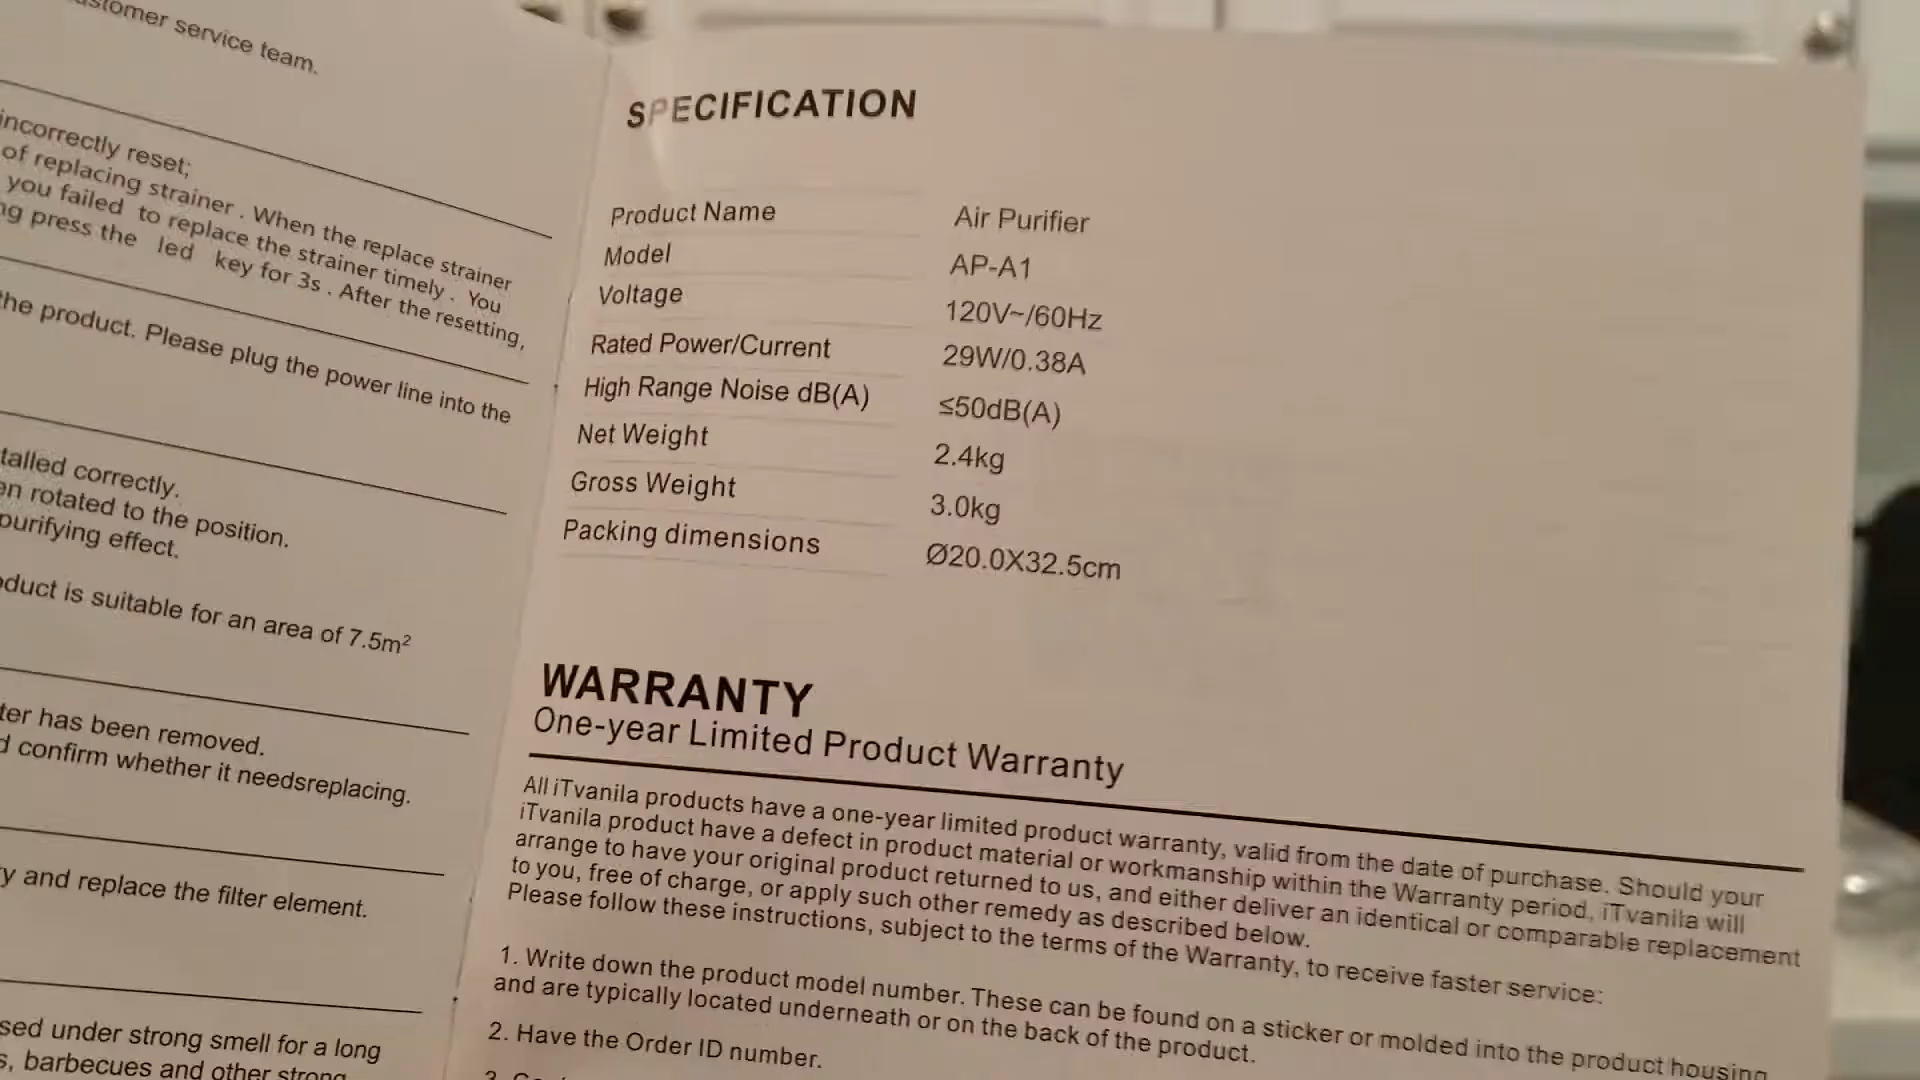 customer service team.
incorrectly reset;
of replacing strainer . When the replace strainer
you failed to replace the strainer timely . You
press the led key for 3s . After the resetting,
the product. Please plug the power line into the
correctly.
rotated to the position.
purifying effect.
is suitable for an area of 7.5m²
has been removed.
confirm whether it needsreplacing.
and replace the filter element.
under strong smell for a long
barbecues and other strong
SPECIFICATION
Product Name Air Purifier
Model AP-A1
Voltage 120V~/60Hz
Rated Power/Current 29W/0.38A
High Range Noise dB(A) ≤50dB(A)
Net Weight 2.4kg
Gross Weight 3.0kg
Packing dimensions Ø20.0X32.5cm
WARRANTY
One-year Limited Product Warranty
All iTvanila products have a one-year limited product warranty, valid from the date of purchase. Should your
iTvanila product have a defect in product material or workmanship within the Warranty period, iTvanila will
arrange to have your original product returned to us, and either deliver an identical or comparable replacement
to you, free of charge, or apply such other remedy as described below.
Please follow these instructions, subject to the terms of the Warranty, to receive faster service:
1. Write down the product model number. These can be found on a sticker or molded into the product housing
and are typically located underneath or on the back of the product.
2. Have the Order ID number.